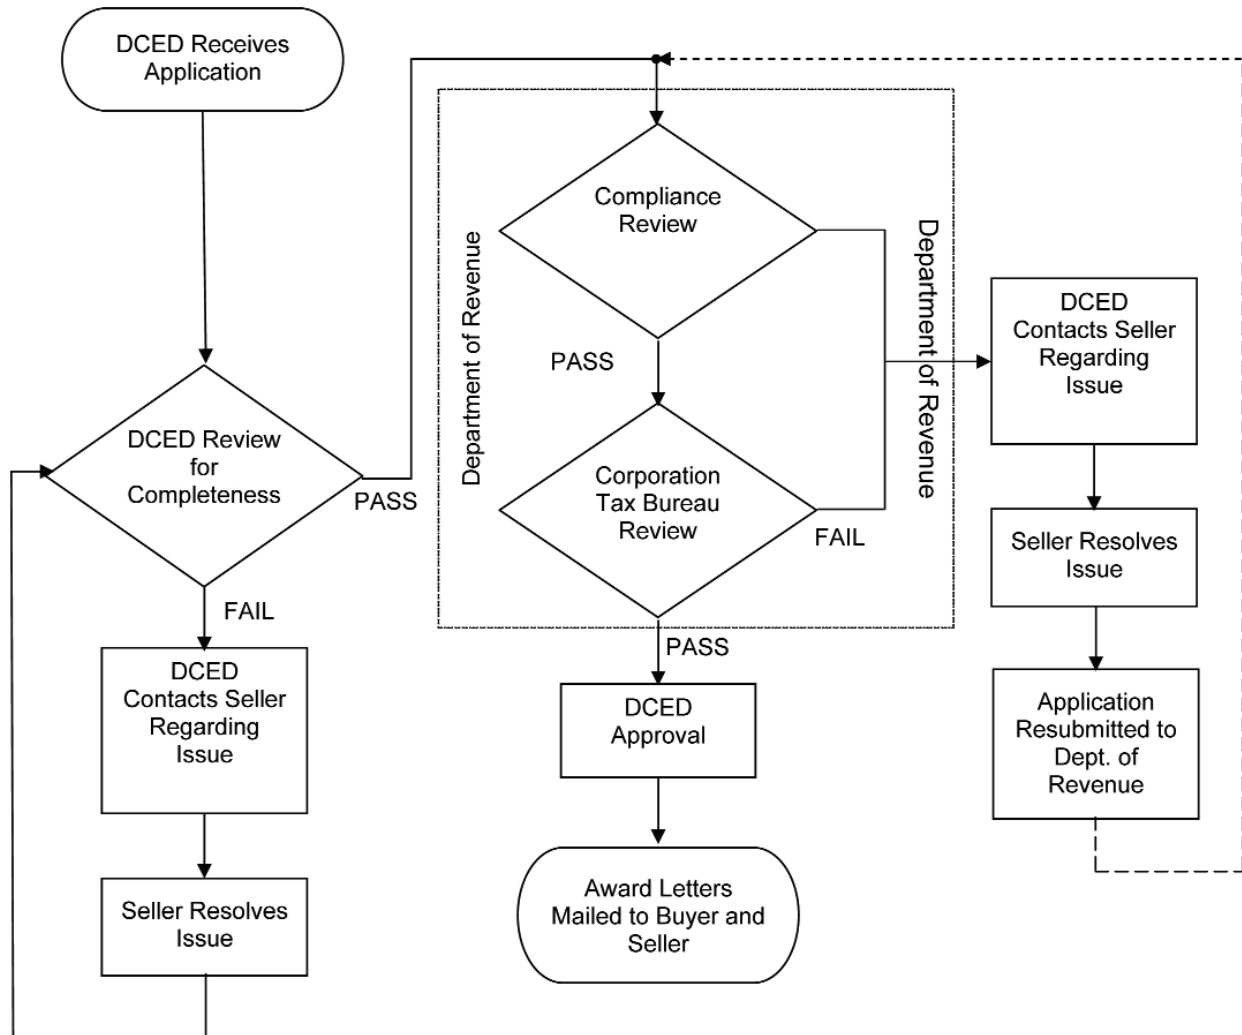 DCED Receives
Application
DCED Review
for
Completeness
PASS
FAIL
DCED
Contacts Seller
Regarding
Issue
Seller Resolves
Issue
Department of Revenue
Compliance
Review
PASS
Corporation
Tax Bureau
Review
FAIL
Department of Revenue
PASS
DCED
Approval
Award Letters
Mailed to Buyer and
Seller
DCED
Contacts Seller
Regarding
Issue
Seller Resolves
Issue
Application
Resubmitted to
Dept. of
Revenue